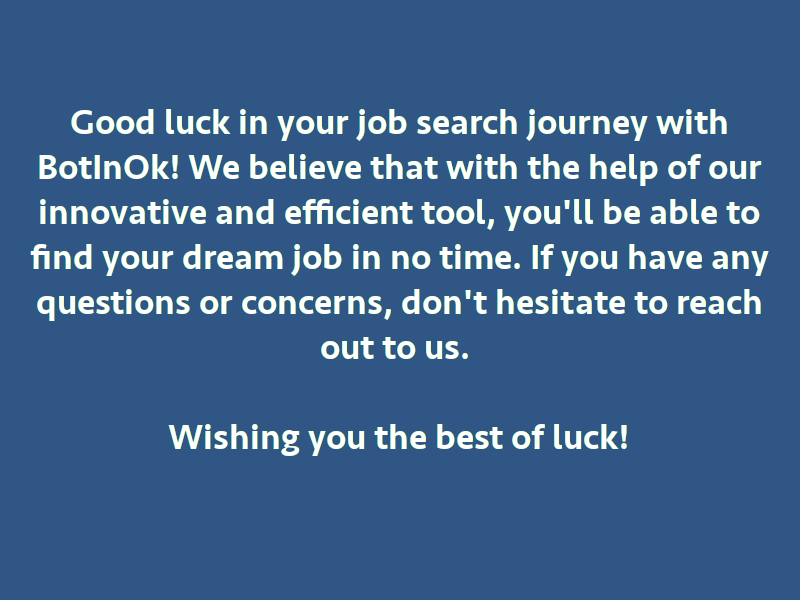 Good luck in your job search journey with
BotInOk! We believe that with the help of our
innovative and efficient tool, you'll be able to
find your dream job in no time. If you have any
questions or concerns, don't hesitate to reach
out to us.
Wishing you the best of luck!